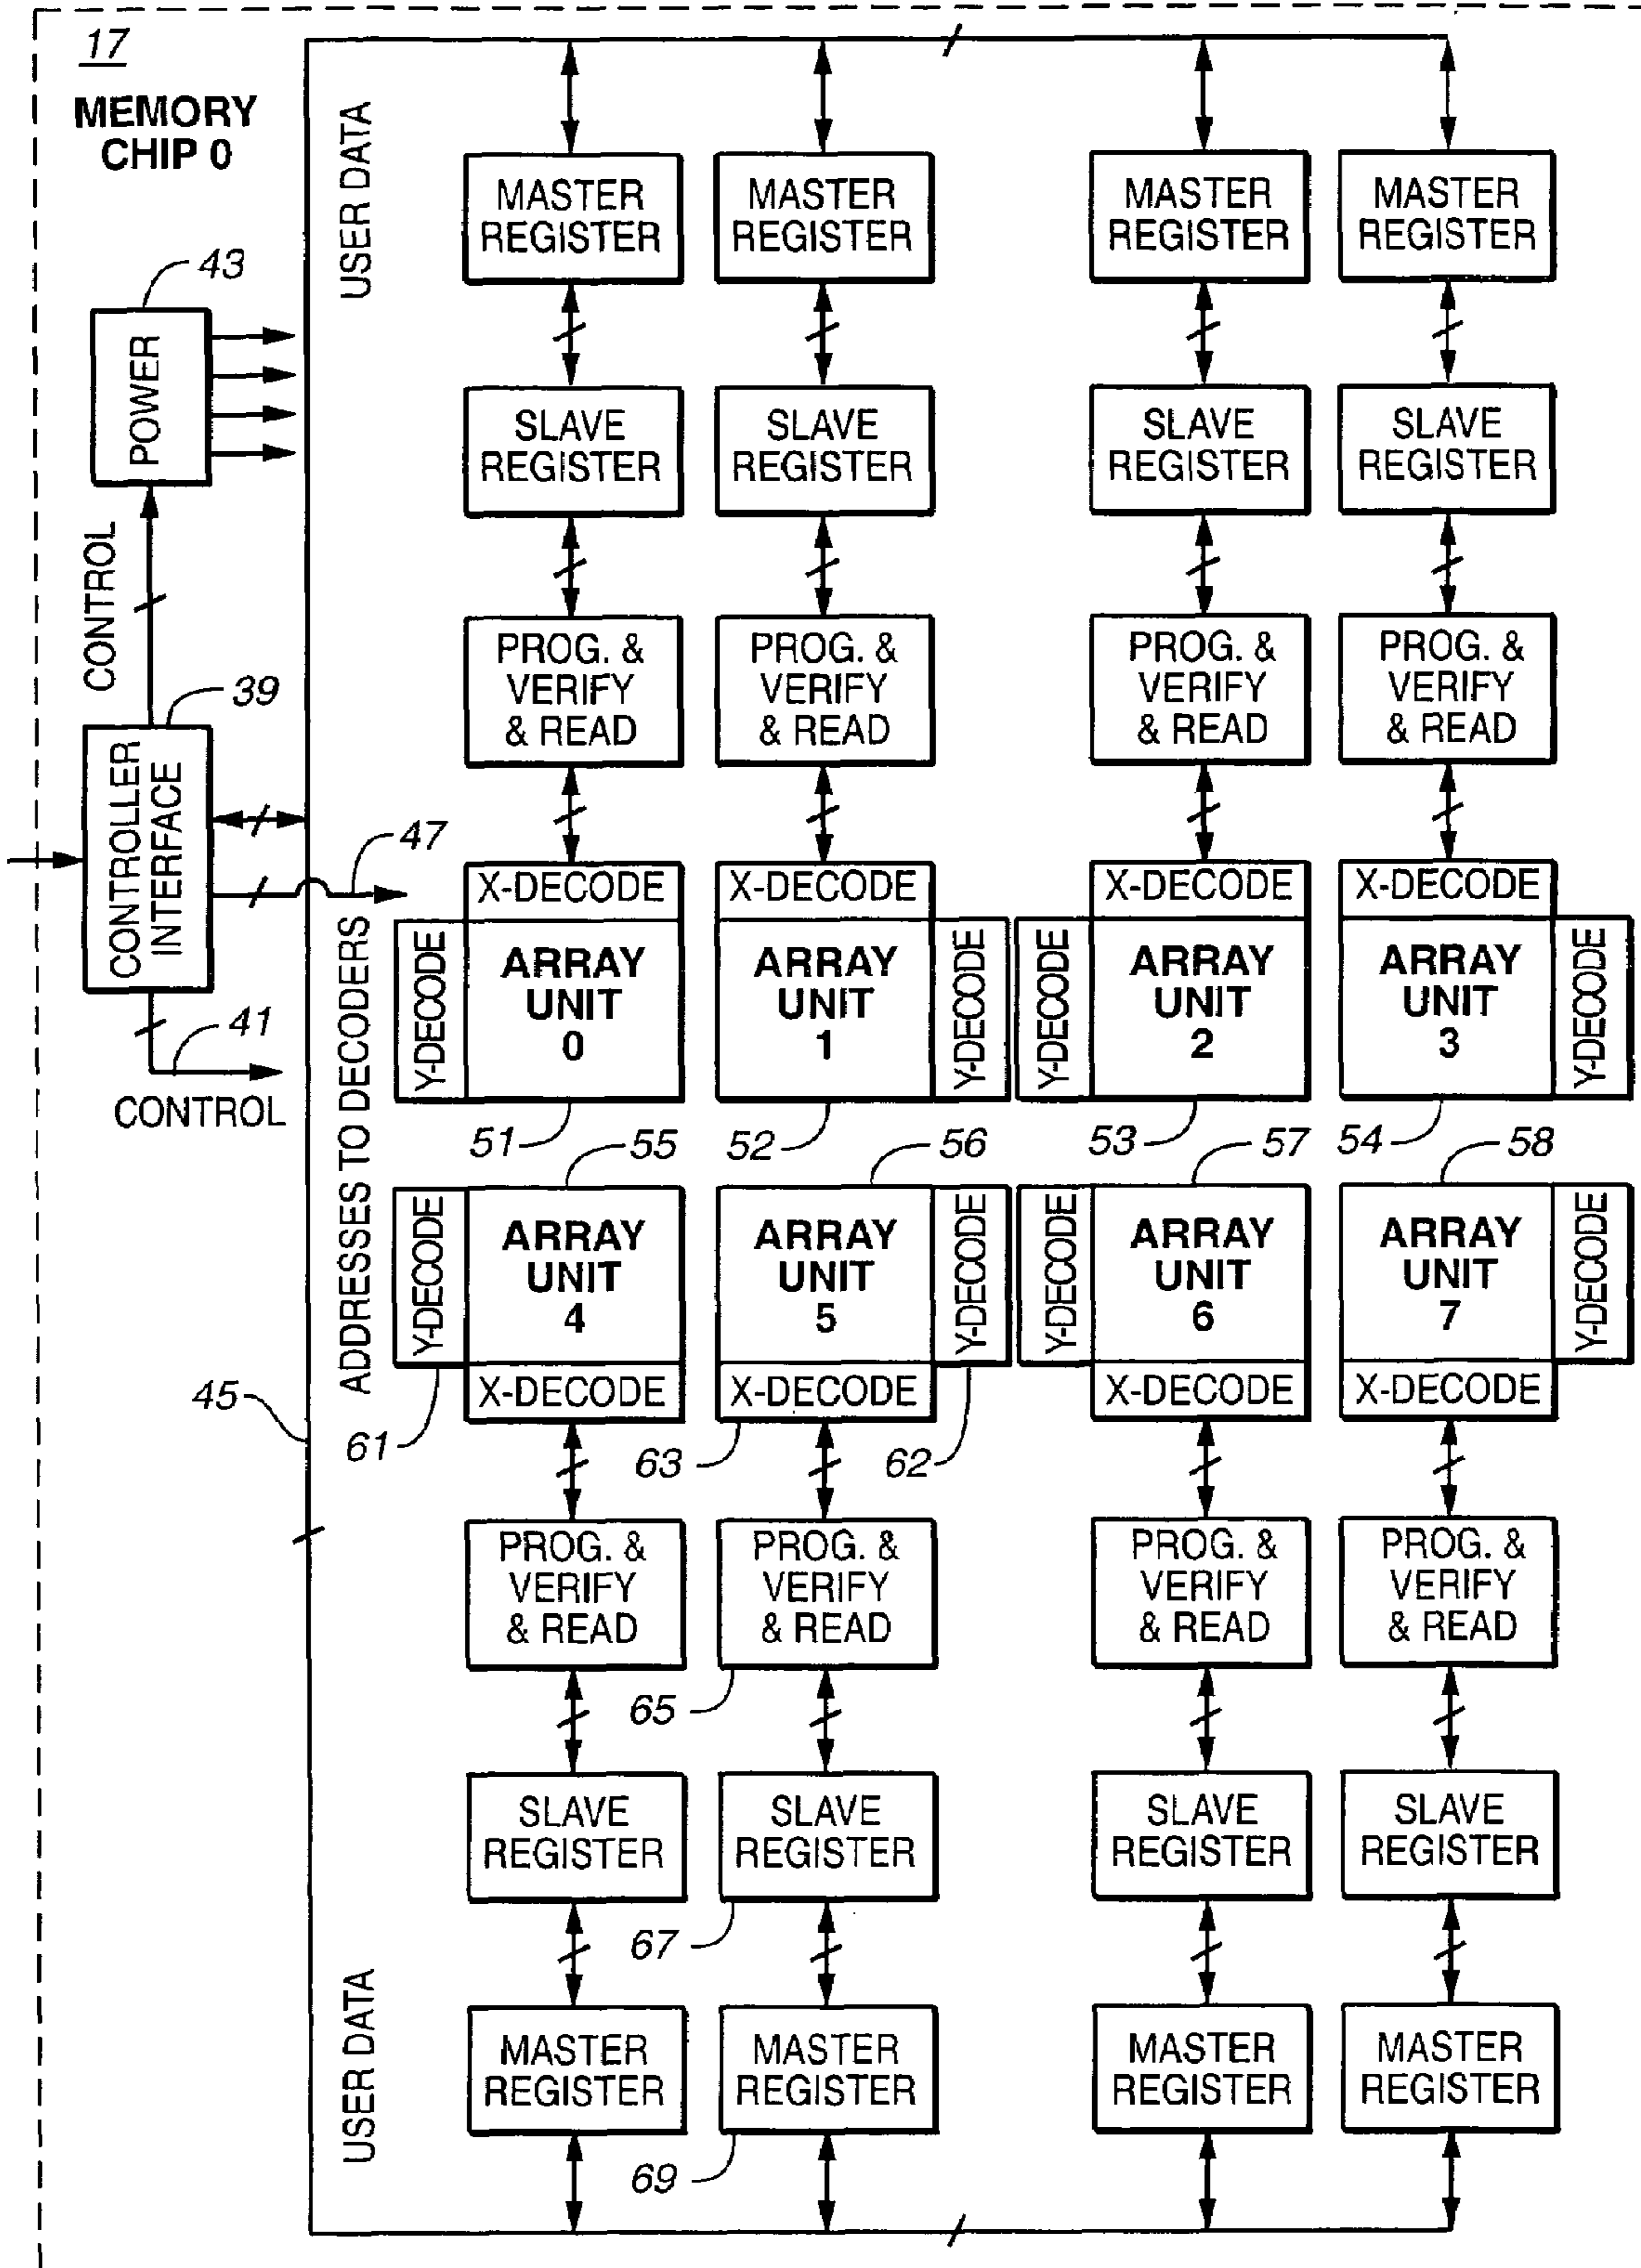 17
MEMORY
CHIP 0
USER DATA
MASTER
REGISTER
MASTER
REGISTER
MASTER
REGISTER
MASTER
REGISTER
43
POWER
SLAVE
REGISTER
SLAVE
REGISTER
SLAVE
REGISTER
SLAVE
REGISTER
CONTROL
PROG. &
VERIFY
& READ
PROG. &
VERIFY
& READ
PROG. &
VERIFY
& READ
PROG. &
VERIFY
& READ
39
CONTROLLER
INTERFACE
47
41
CONTROL
ADDRESSES TO DECODERS
X-DECODE
X-DECODE
X-DECODE
X-DECODE
Y-DECODE
ARRAY
UNIT
0
ARRAY
UNIT
1
Y-DECODE
Y-DECODE
ARRAY
UNIT
2
ARRAY
UNIT
3
Y-DECODE
51
55
52
56
53
57
54
58
Y-DECODE
ARRAY
UNIT
4
ARRAY
UNIT
5
Y-DECODE
Y-DECODE
ARRAY
UNIT
6
ARRAY
UNIT
7
Y-DECODE
X-DECODE
X-DECODE
X-DECODE
X-DECODE
45
61
63
62
PROG. &
VERIFY
& READ
PROG. &
VERIFY
& READ
PROG. &
VERIFY
& READ
PROG. &
VERIFY
& READ
65
SLAVE
REGISTER
SLAVE
REGISTER
SLAVE
REGISTER
SLAVE
REGISTER
67
USER DATA
MASTER
REGISTER
MASTER
REGISTER
MASTER
REGISTER
MASTER
REGISTER
69